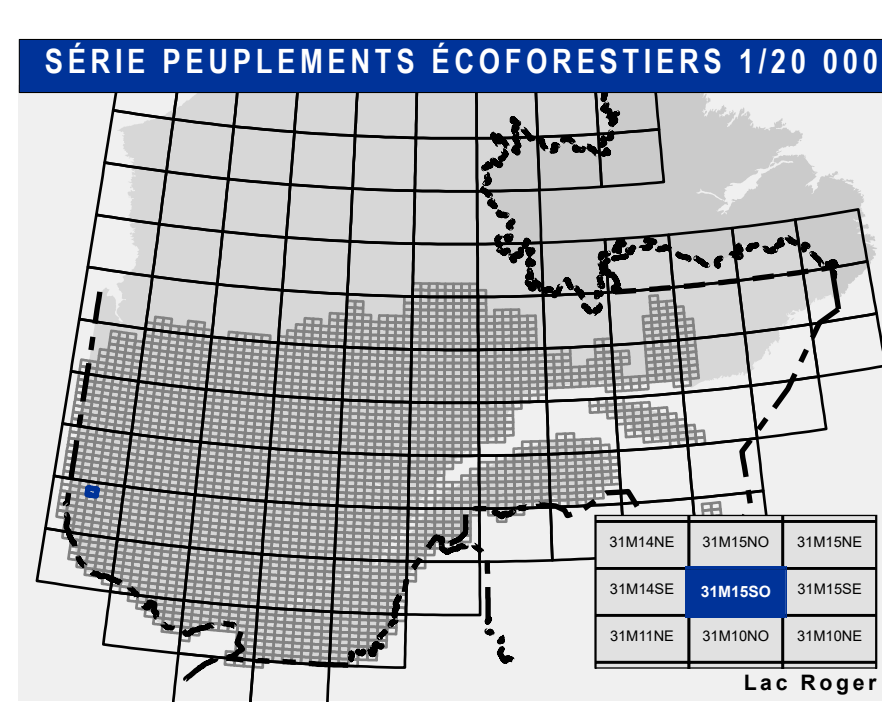 SÉRIE PEUPLEMENTS ÉCOFORESTIERS 1/20 000
31M14NE 31M15NO 31M15NE
31M14SE 31M15SO 31M15SE
31M11NE 31M10NO 31M10NE
Lac Roger